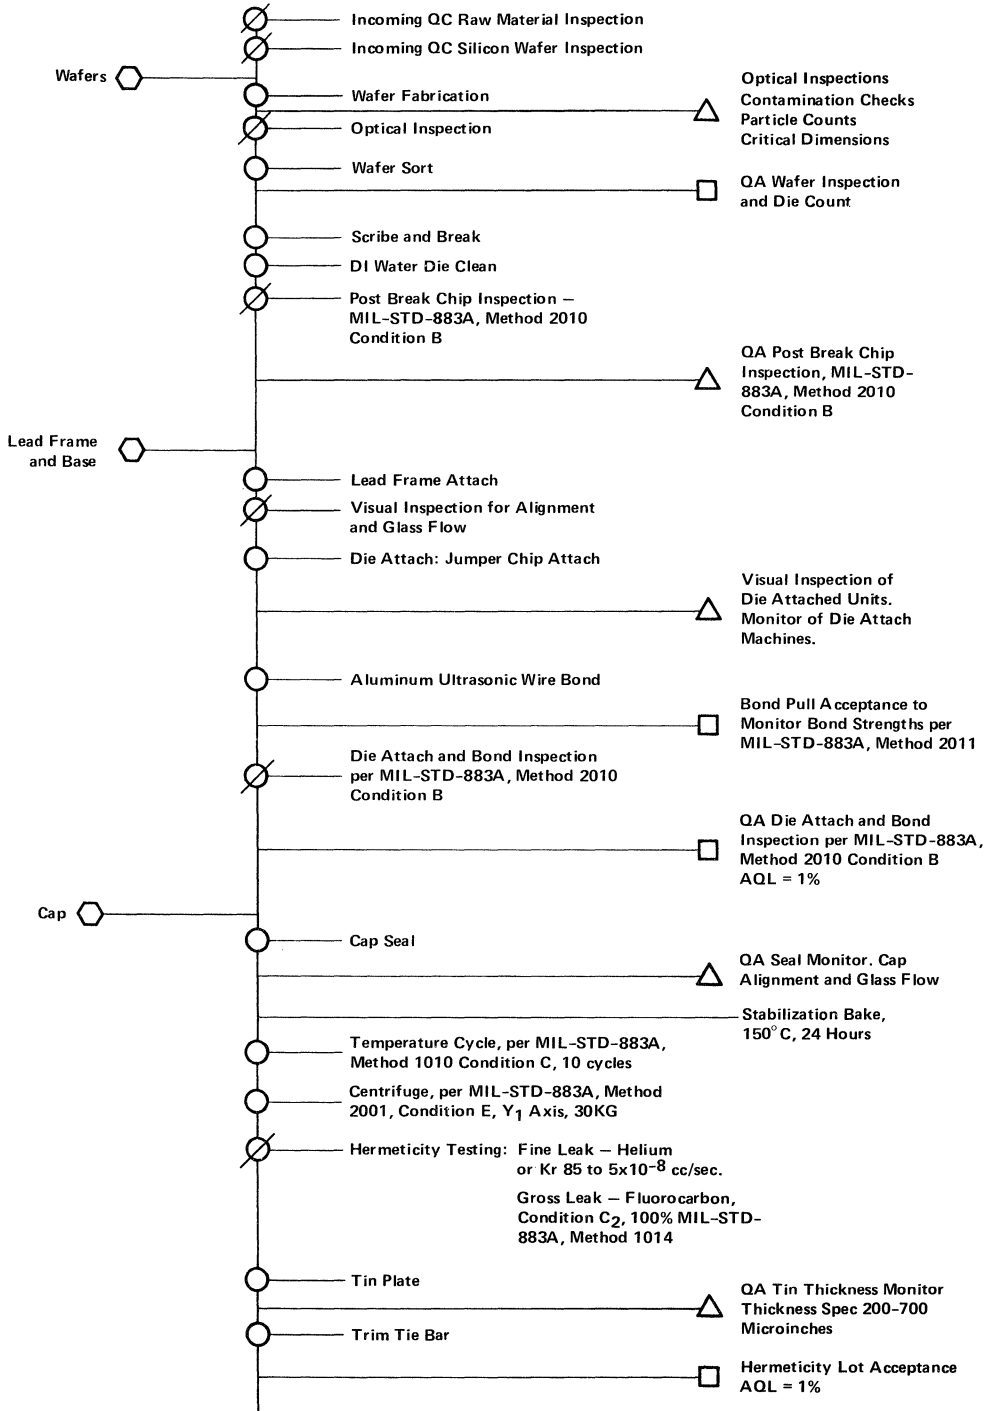 Incoming QC Raw Material Inspection
Incoming QC Silicon Wafer Inspection
Wafers
Wafer Fabrication
Optical Inspections
Contamination Checks
Particle Counts
Critical Dimensions
Optical Inspection
Wafer Sort
QA Wafer Inspection
and Die Count
Scribe and Break
DI Water Die Clean
Post Break Chip Inspection –
MIL-STD-883A, Method 2010
Condition B
QA Post Break Chip
Inspection, MIL-STD-
883A, Method 2010
Condition B
Lead Frame
and Base
Lead Frame Attach
Visual Inspection for Alignment
and Glass Flow
Die Attach: Jumper Chip Attach
Visual Inspection of
Die Attached Units.
Monitor of Die Attach
Machines.
Aluminum Ultrasonic Wire Bond
Bond Pull Acceptance to
Monitor Bond Strengths per
MIL-STD-883A, Method 2011
Die Attach and Bond Inspection
per MIL-STD-883A, Method 2010
Condition B
QA Die Attach and Bond
Inspection per MIL-STD-883A,
Method 2010 Condition B
AQL = 1%
Cap
Cap Seal
QA Seal Monitor. Cap
Alignment and Glass Flow
Stabilization Bake,
150°C, 24 Hours
Temperature Cycle, per MIL-STD-883A,
Method 1010 Condition C, 10 cycles
Centrifuge, per MIL-STD-883A, Method
2001, Condition E, Y₁ Axis, 30KG
Hermeticity Testing: Fine Leak – Helium
or Kr 85 to 5x10⁻⁸ cc/sec.
Gross Leak – Fluorocarbon,
Condition C₂, 100% MIL-STD-
883A, Method 1014
Tin Plate
QA Tin Thickness Monitor
Thickness Spec 200-700
Microinches
Trim Tie Bar
Hermeticity Lot Acceptance
AQL = 1%